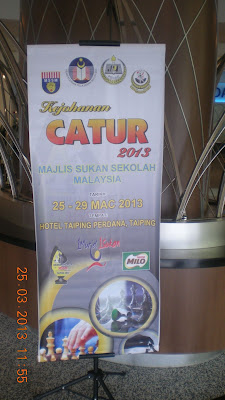 Kejohanan
CATUR
2013
MAJLIS SUKAN SEKOLAH
MALAYSIA
25 - 29 MAC 2013
HOTEL TAIPING PERDANA, TAIPING
MILO
25.03.2013 11:55